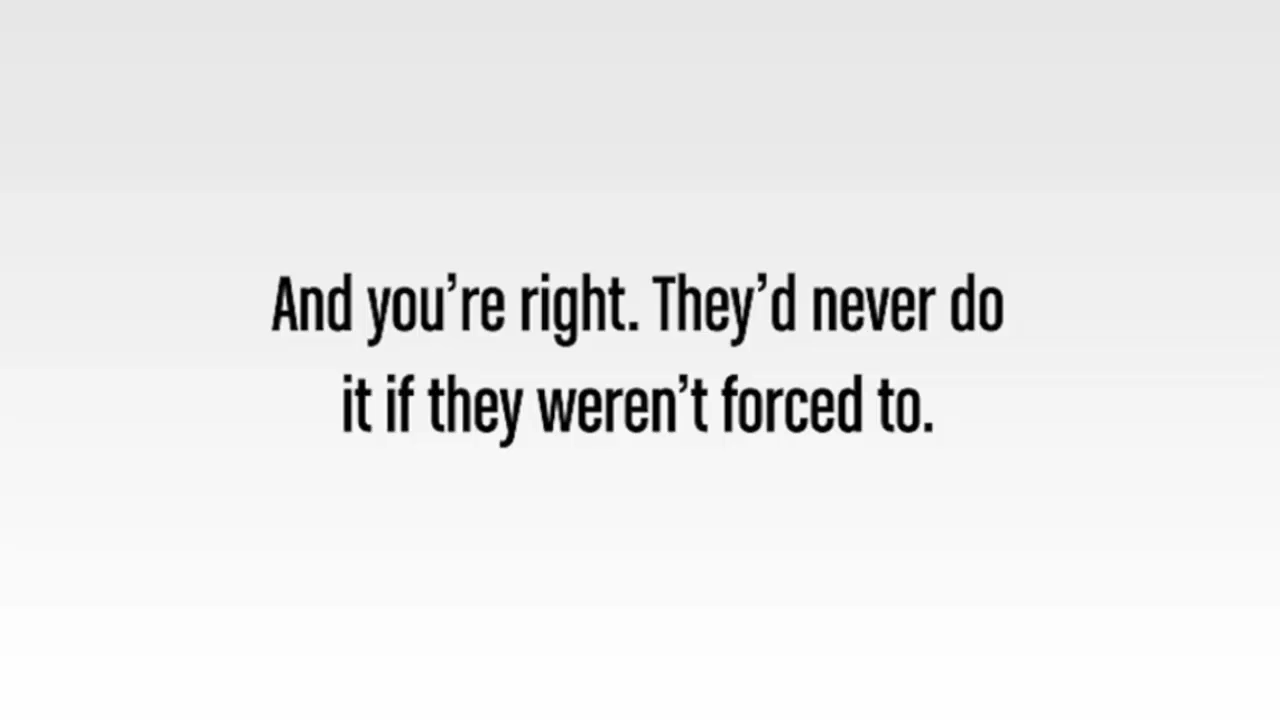 And you’re right. They’d never do
it if they weren’t forced to.